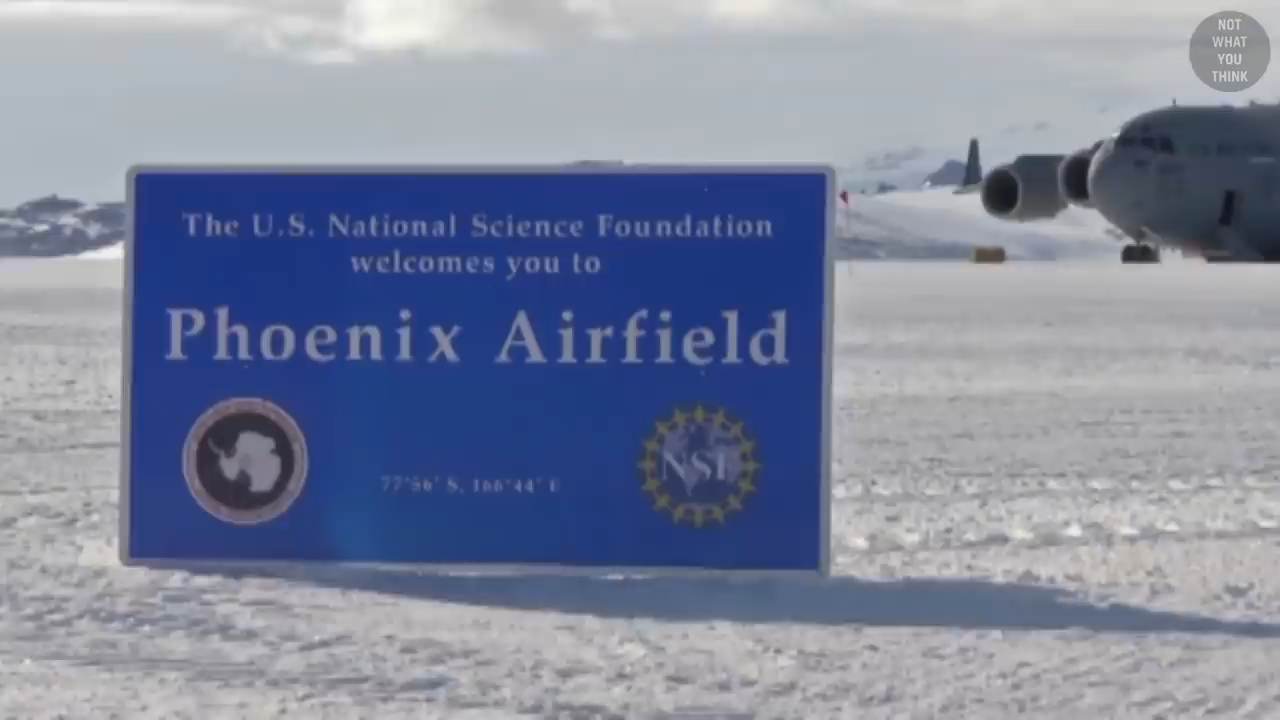 NOT
WHAT
YOU
THINK
The U.S. National Science Foundation
welcomes you to
Phoenix Airfield
NSF
77°56' S, 166°44' E